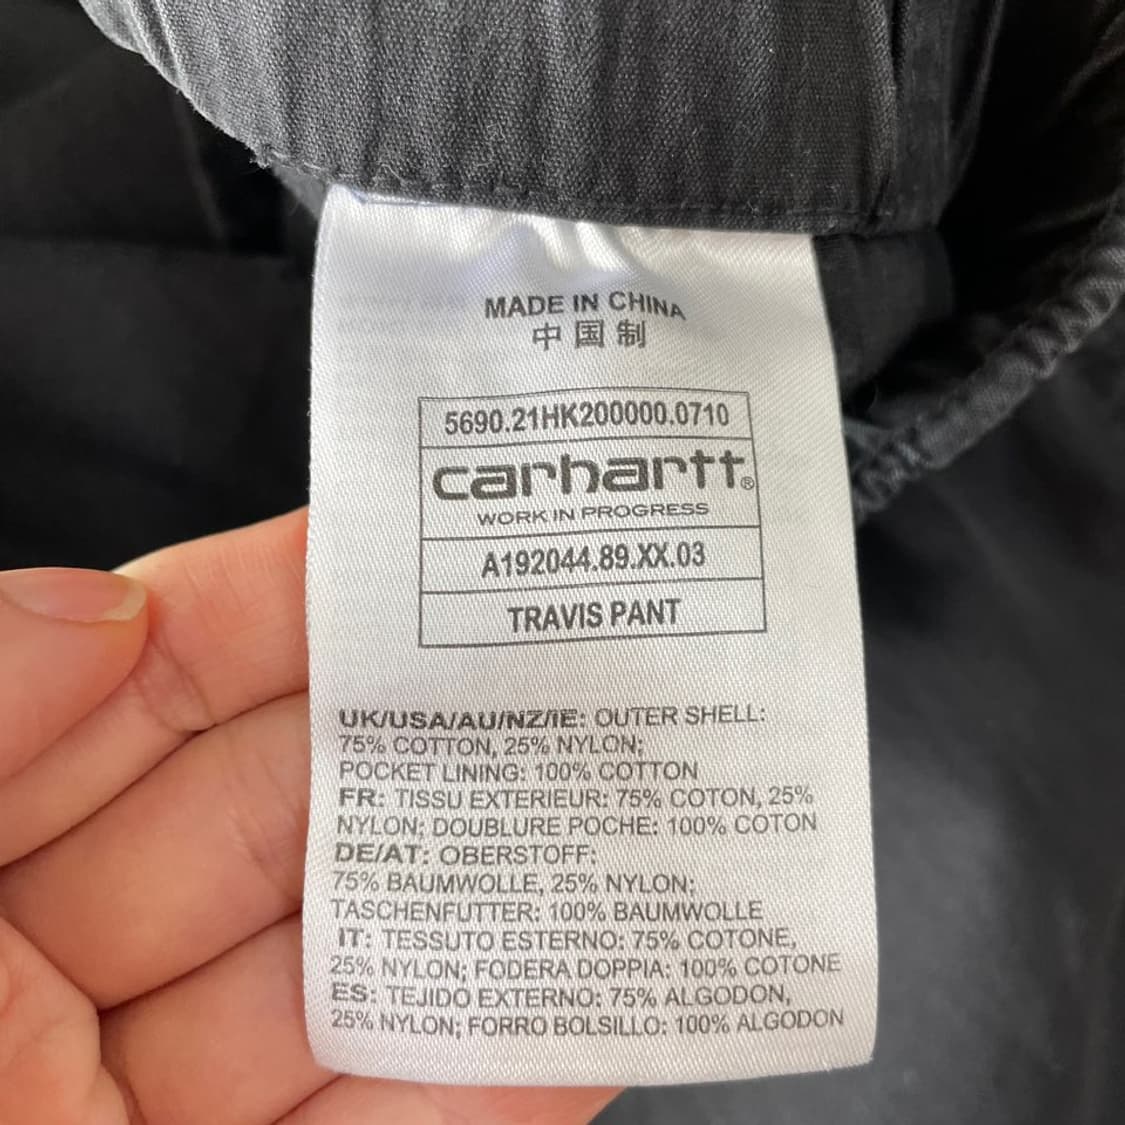 MADE IN CHINA
中国制
5690.21HK200000.0710
carhartt®
WORK IN PROGRESS
A192044.89.XX.03
TRAVIS PANT
UK/USA/AU/NZ/IE: OUTER SHELL:
75% COTTON, 25% NYLON;
POCKET LINING: 100% COTTON
FR: TISSU EXTERIEUR: 75% COTON, 25%
NYLON; DOUBLURE POCHE: 100% COTON
DE/AT: OBERSTOFF:
75% BAUMWOLLE, 25% NYLON;
TASCHENFUTTER: 100% BAUMWOLLE
IT: TESSUTO ESTERNO: 75% COTONE,
25% NYLON; FODERA DOPPIA: 100% COTONE
ES: TEJIDO EXTERNO: 75% ALGODON,
25% NYLON; FORRO BOLSILLO: 100% ALGODON